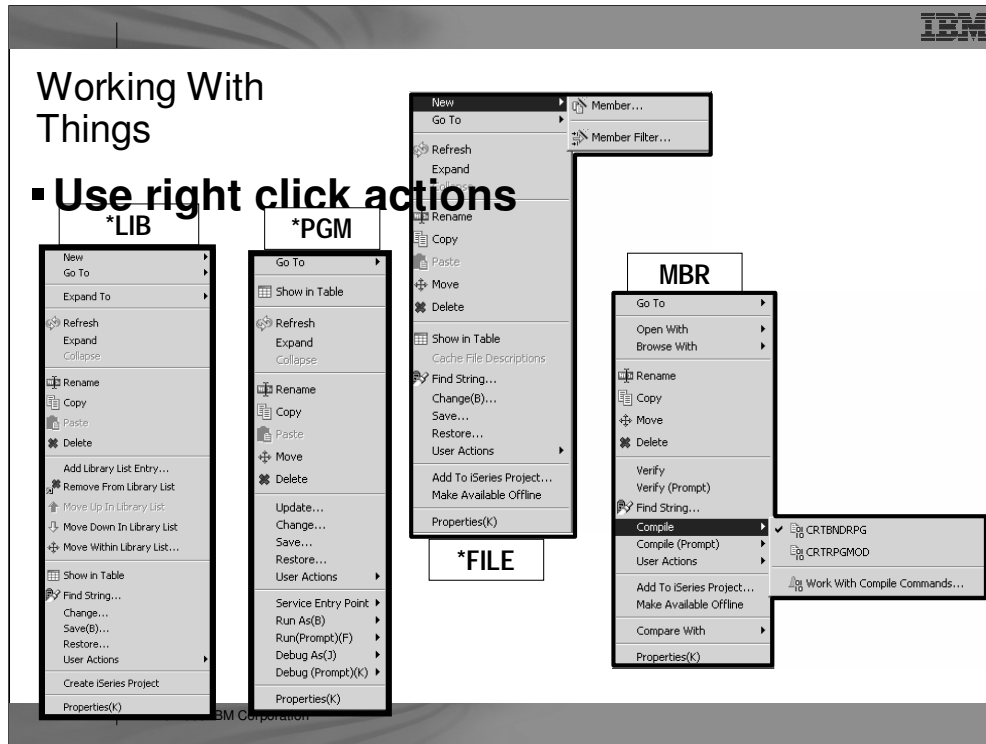 IBM
Working With
Things
Use right click actions
*LIB
New
Go To
Expand To
Refresh
Expand
Collapse
Rename
Copy
Paste
Delete
Add Library List Entry...
Remove From Library List
Move Up In Library List
Move Down In Library List
Move Within Library List...
Show in Table
Find String...
Change...
Save(B)...
Restore...
User Actions
Create iSeries Project
Properties(K)
*PGM
Go To
Show in Table
Refresh
Expand
Collapse
Rename
Copy
Paste
Move
Delete
Update...
Change...
Save...
Restore...
User Actions
Service Entry Point
Run As(B)
Run(Prompt)(F)
Debug As(J)
Debug (Prompt)(K)
Properties(K)
New
Member...
Member Filter...
Go To
Refresh
Expand
Collapse
Rename
Copy
Paste
Move
Delete
Show in Table
Cache File Descriptions
Find String...
Change(B)...
Save...
Restore...
User Actions
Add To iSeries Project...
Make Available Offline
Properties(K)
*FILE
MBR
Go To
Open With
Browse With
Rename
Copy
Move
Delete
Verify
Verify (Prompt)
Find String...
Compile
CRTBNDRPG
CRTRPGMOD
Work With Compile Commands...
Compile (Prompt)
User Actions
Add To iSeries Project...
Make Available Offline
Compare With
Properties(K)
Corporation